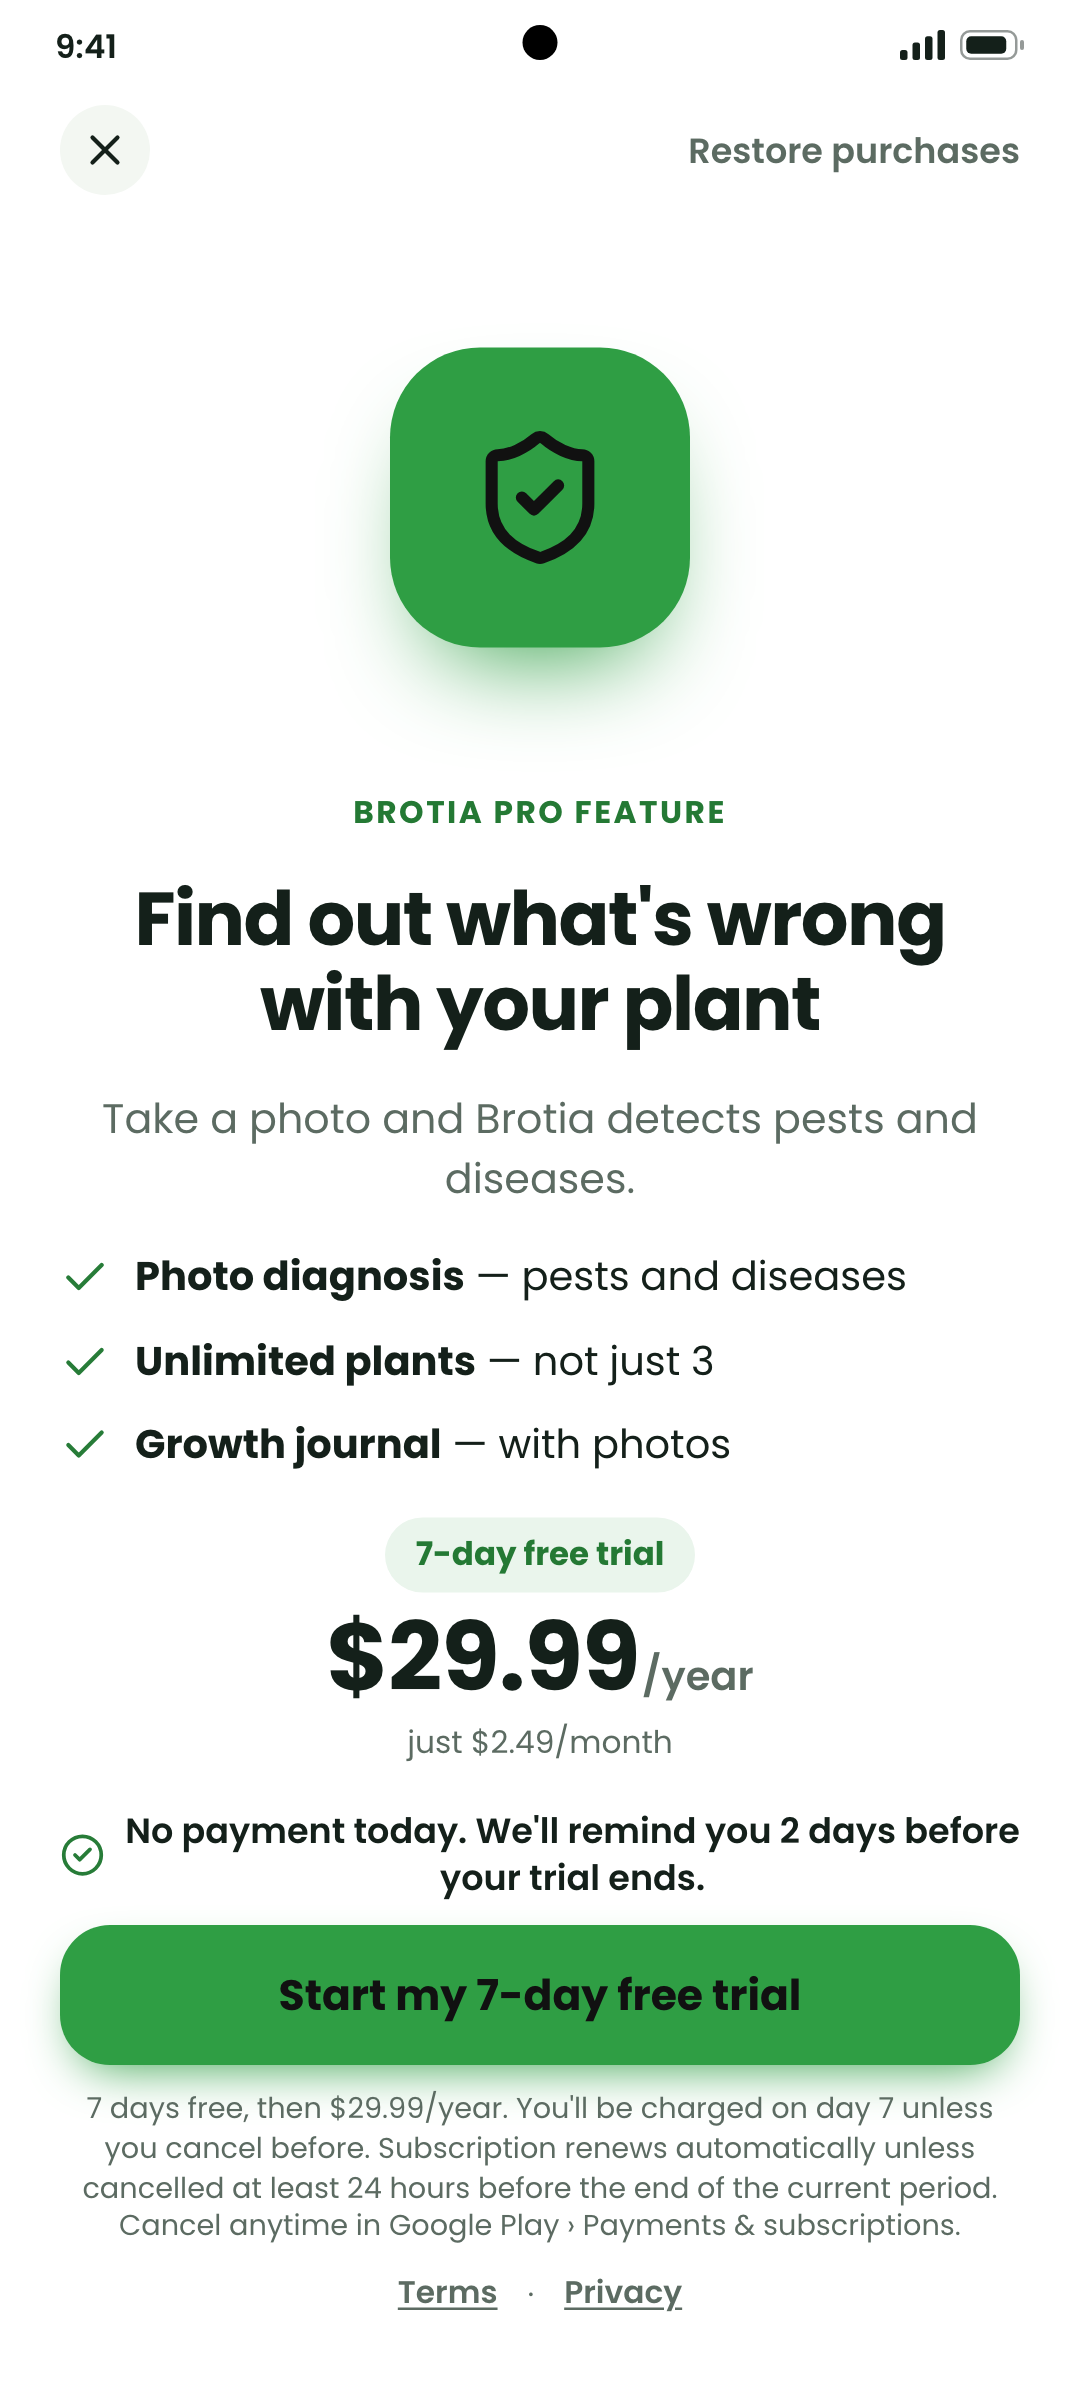 9:41
Restore purchases
BROTIA PRO FEATURE
Find out what's wrong
with your plant
Take a photo and Brotia detects pests and
diseases.
Photo diagnosis — pests and diseases
Unlimited plants — not just 3
Growth journal — with photos
7-day free trial
$29.99/year
just $2.49/month
No payment today. We'll remind you 2 days before
your trial ends.
Start my 7-day free trial
7 days free, then $29.99/year. You'll be charged on day 7 unless
you cancel before. Subscription renews automatically unless
cancelled at least 24 hours before the end of the current period.
Cancel anytime in Google Play › Payments & subscriptions.
Terms · Privacy